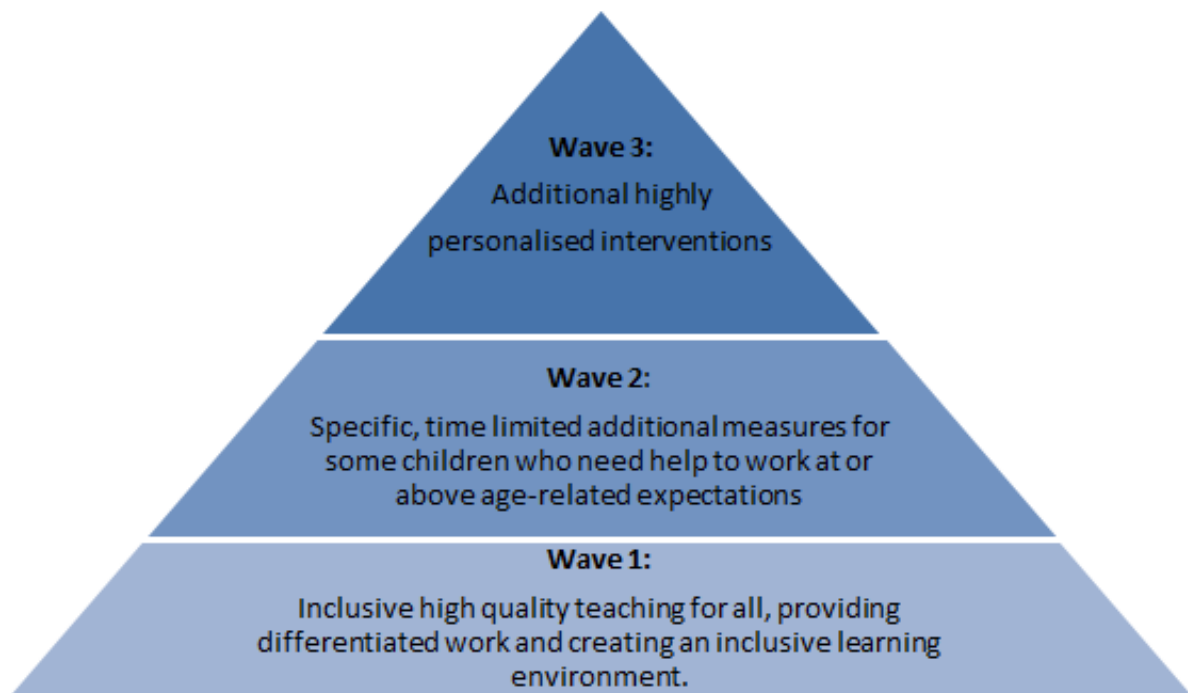 Wave 3:
Additional highly
personalised interventions
Wave 2:
Specific, time limited additional measures for
some children who need help to work at or
above age-related expectations
Wave 1:
Inclusive high quality teaching for all, providing
differentiated work and creating an inclusive learning
environment.